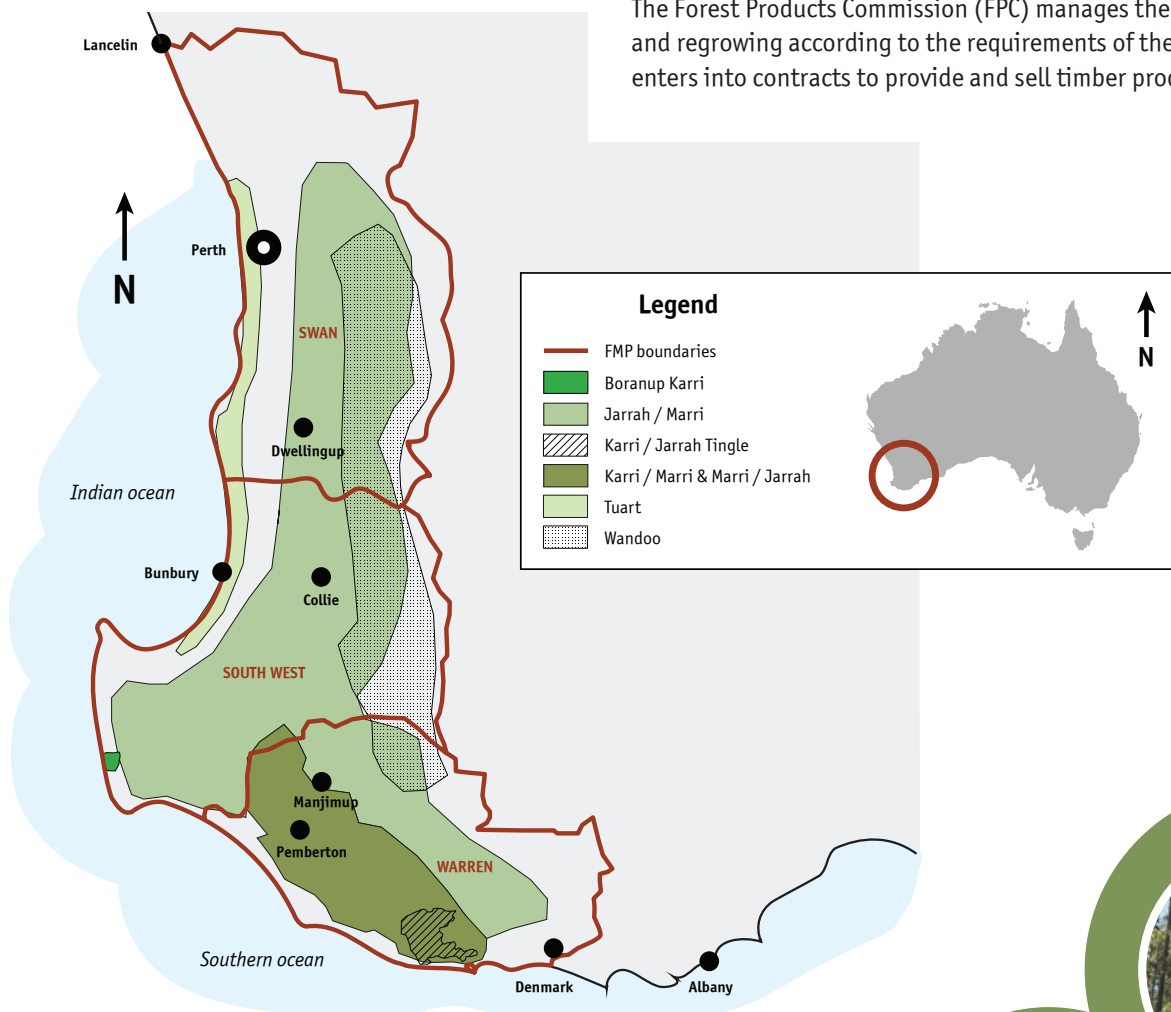 The Forest Products Commission (FPC) manages the
and regrowing according to the requirements of the
enters into contracts to provide and sell timber
Lancelin
Perth
N
SWAN
Dwellingup
Indian ocean
Bunbury
Collie
SOUTH WEST
Manjimup
Pemberton
WARREN
Southern ocean
Denmark
Albany
Legend
FMP boundaries
Boranup Karri
Jarrah / Marri
Karri / Jarrah Tingle
Karri / Marri & Marri / Jarrah
Tuart
Wandoo
N